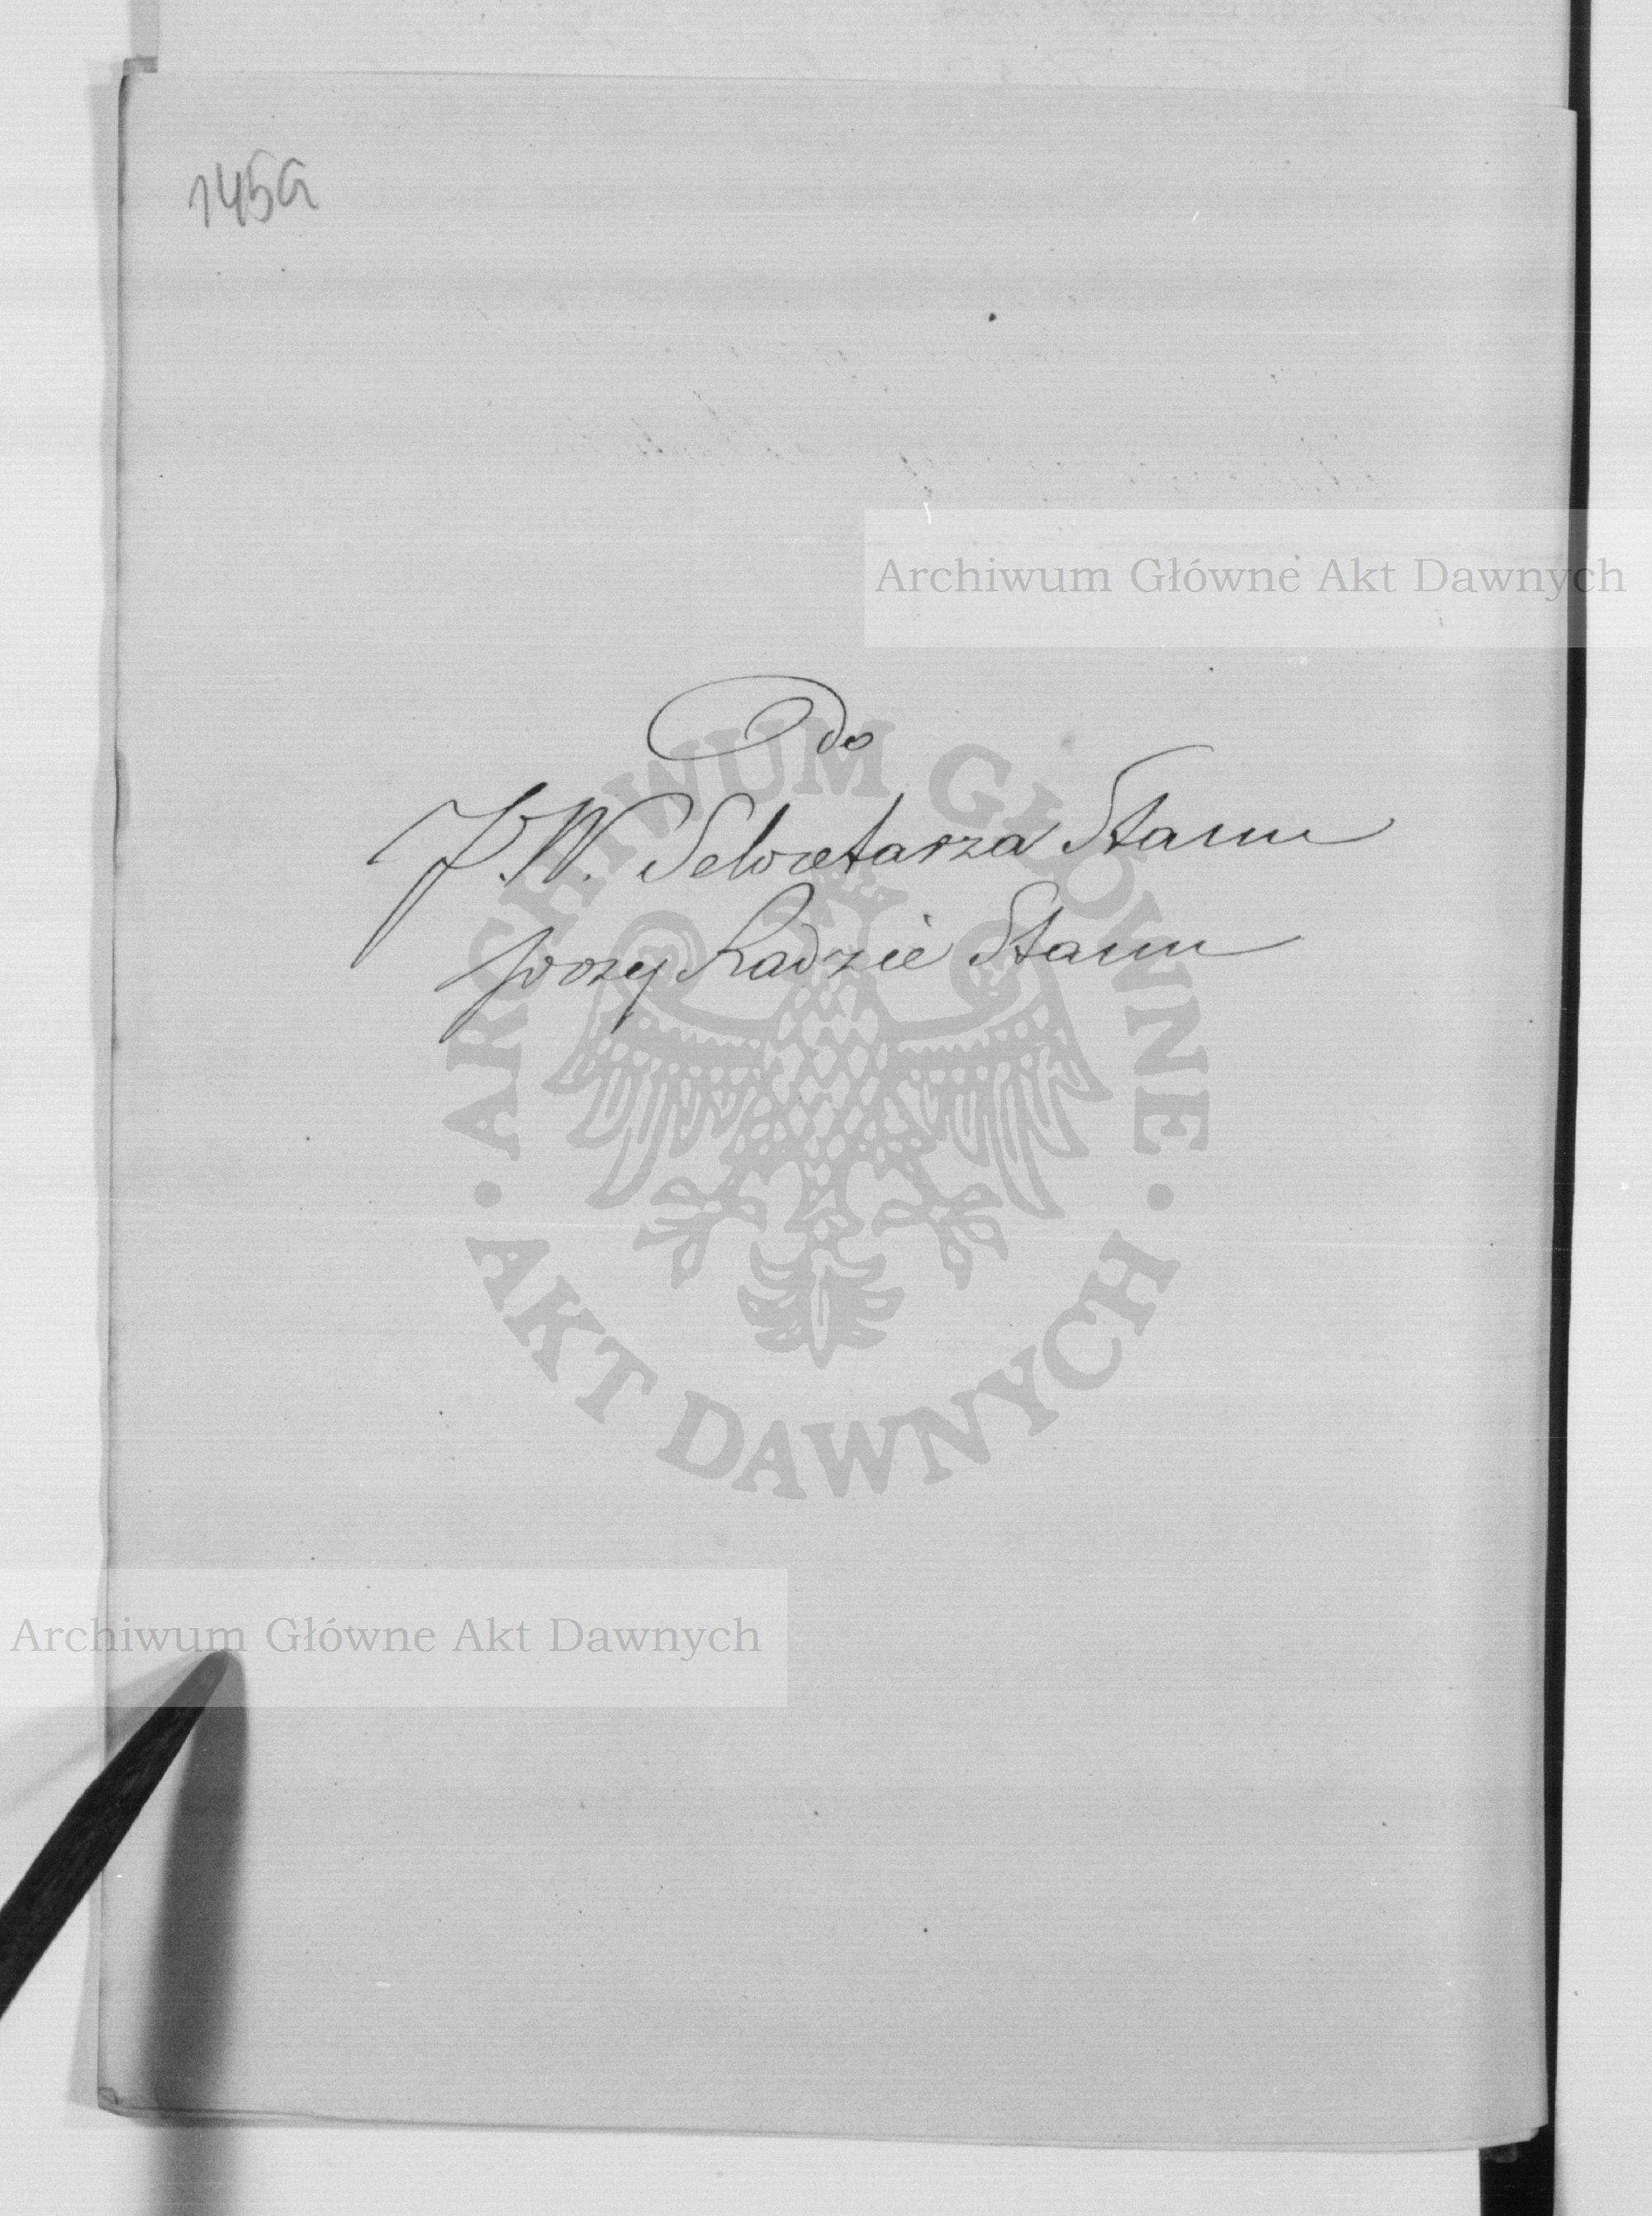 145a
Archiwum Główne Akt Dawnych
Do
J.W. Sekretarza Stanu
przy Radzie Stanu
ARCHIWUM GŁÓWNE
AKT DAWNYCH
Archiwum Główne Akt Dawnych